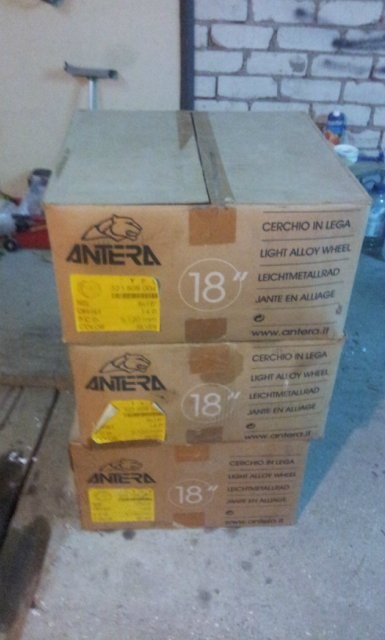 ANTERA
18"
CERCHIO IN LEGA
LIGHT ALLOY WHEEL
LEICHTMETALLRAD
JANTE EN ALLIAGE
www.antera.it
ANTERA
18"
CERCHIO IN LEGA
LIGHT ALLOY WHEEL
LEICHTMETALLRAD
JANTE EN ALLIAGE
www.antera.it
ANTERA
18"
CERCHIO IN LEGA
LIGHT ALLOY WHEEL
LEICHTMETALLRAD
JANTE EN ALLIAGE
www.antera.it